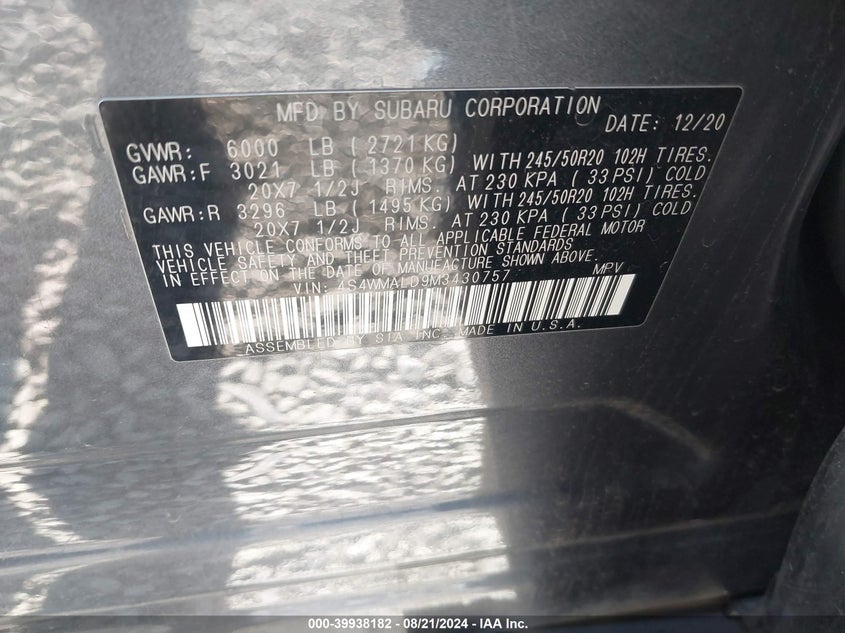 MFD BY SUBARU CORPORATION
DATE: 12/20
GVWR: 6000 LB ( 2721 KG)
GAWR:F 3021 LB ( 1370 KG) WITH 245/50R20 102H TIRES.
20X7 1/2J RIMS. AT 230 KPA ( 33 PSI) COLD
GAWR:R 3296 LB ( 1495 KG) WITH 245/50R20 102H TIRES.
20X7 1/2J RIMS. AT 230 KPA ( 33 PSI) COLD.
THIS VEHICLE CONFORMS TO ALL APPLICABLE FEDERAL MOTOR
VEHICLE SAFETY AND THEFT PREVENTION STANDARDS
IN EFFECT ON THE DATE OF MANUFACTURE SHOWN ABOVE.
VIN: 4S4WMALD9M3430757 MPV
ASSEMBLED BY SIA INC. MADE IN U.S.A.
000-39938182 - 08/21/2024 - IAA Inc.